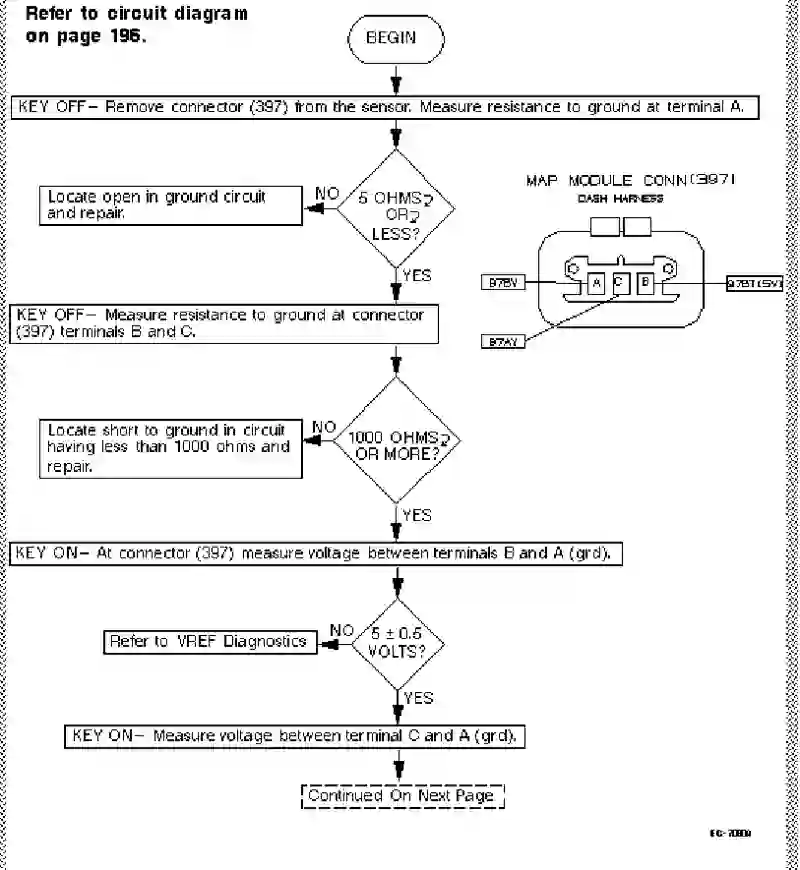 Refer to circuit diagram
on page 196.
BEGIN
KEY OFF- Remove connector (397) from the sensor. Measure resistance to ground at terminal A.
5 OHMS
OR
LESS?
NO
Locate open in ground circuit
and repair.
YES
MAP MODULE CONN(397)
DASH HARNESS
A C B
97BV
97BT(5V)
97AY
KEY OFF- Measure resistance to ground at connector
(397) terminals B and C.
1000 OHMS
OR MORE?
NO
Locate short to ground in circuit
having less than 1000 ohms and
repair.
YES
KEY ON- At connector (397) measure voltage between terminals B and A (grd).
5 ± 0.5
VOLTS?
NO
Refer to VREF Diagnostics
YES
KEY ON- Measure voltage between terminal C and A (grd).
Continued On Next Page